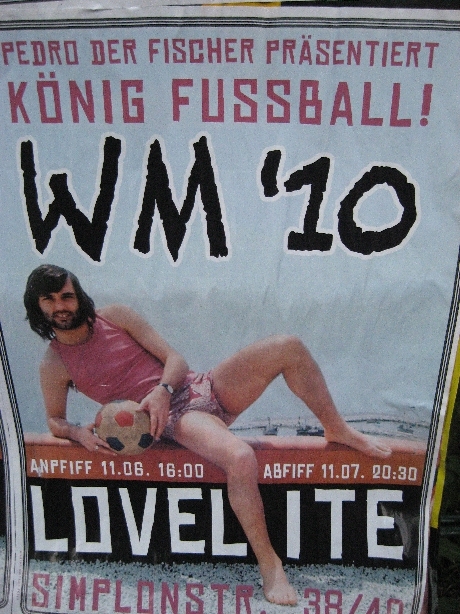 PEDRO DER FISCHER PRÄSENTIERT
KÖNIG FUSSBALL!
WM '10
ANPFIFF 11.06. 16:00 ABFIFF 11.07. 20:30
LOVELITE
SIMPLONSTR. 38/40